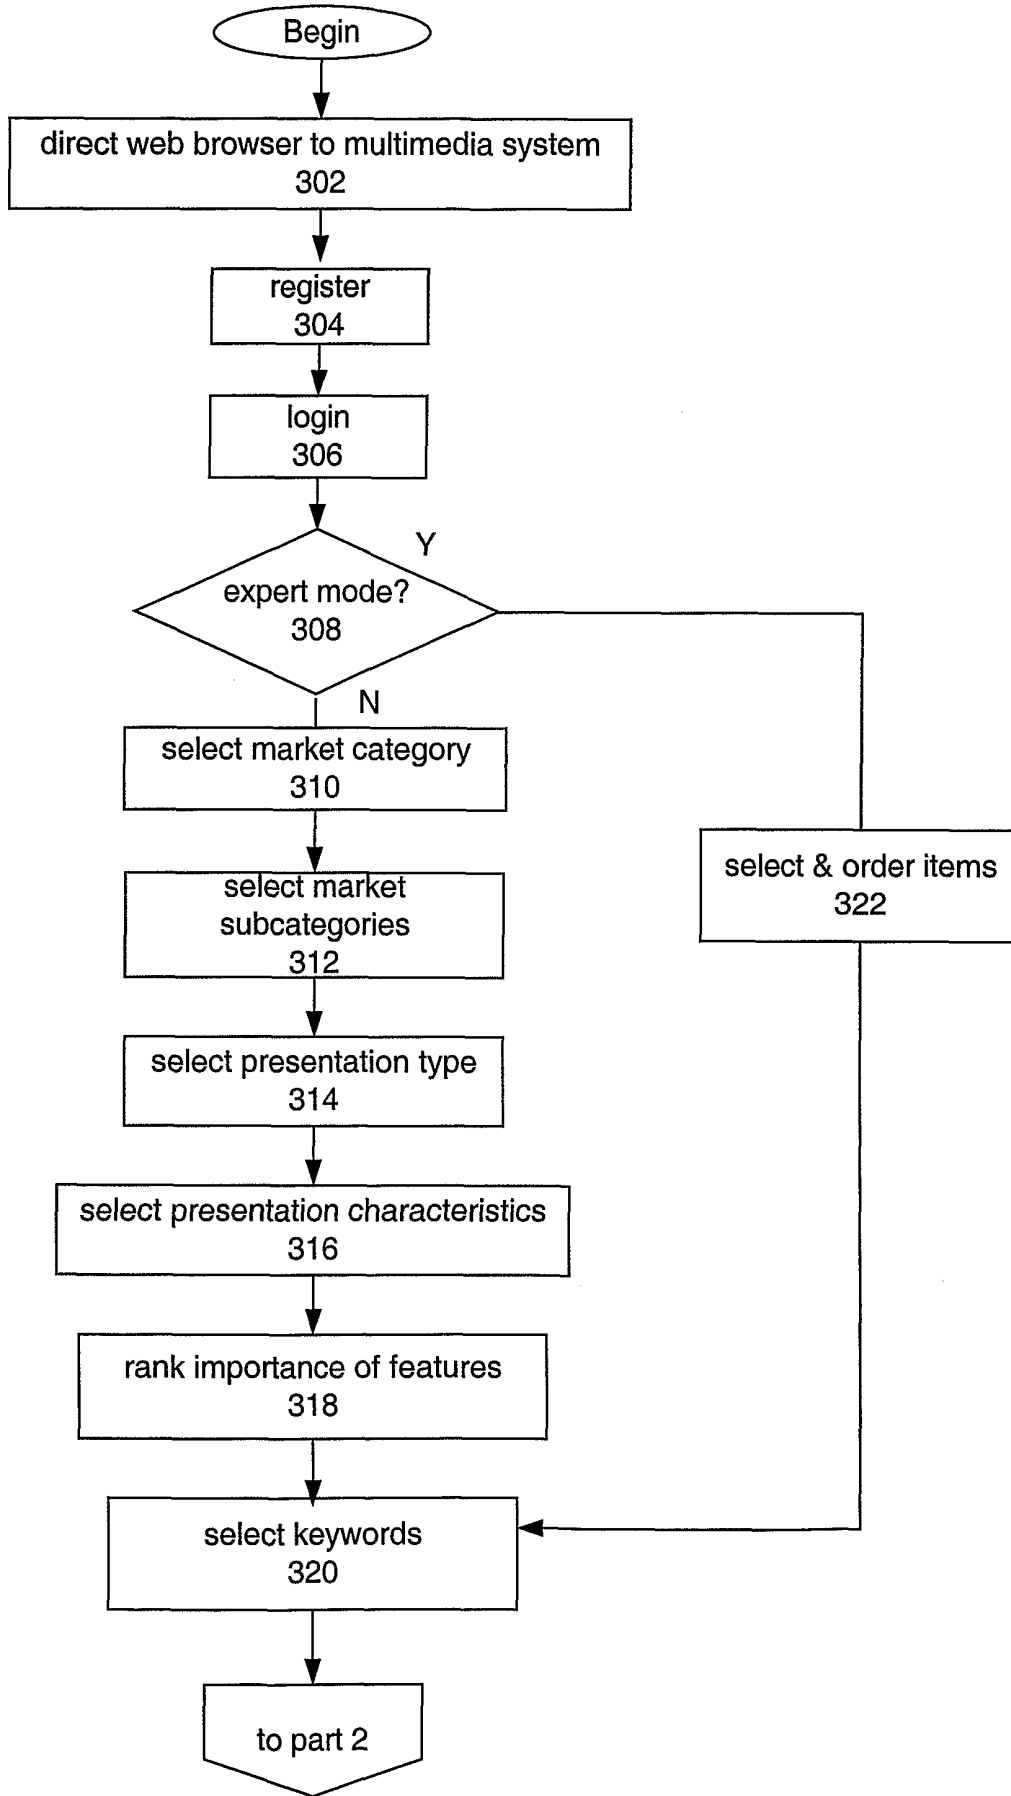 Begin
direct web browser to multimedia system
302
register
304
login
306
Y
expert mode?
308
N
select market category
310
select market
subcategories
312
select & order items
322
select presentation type
314
select presentation characteristics
316
rank importance of features
318
select keywords
320
to part 2